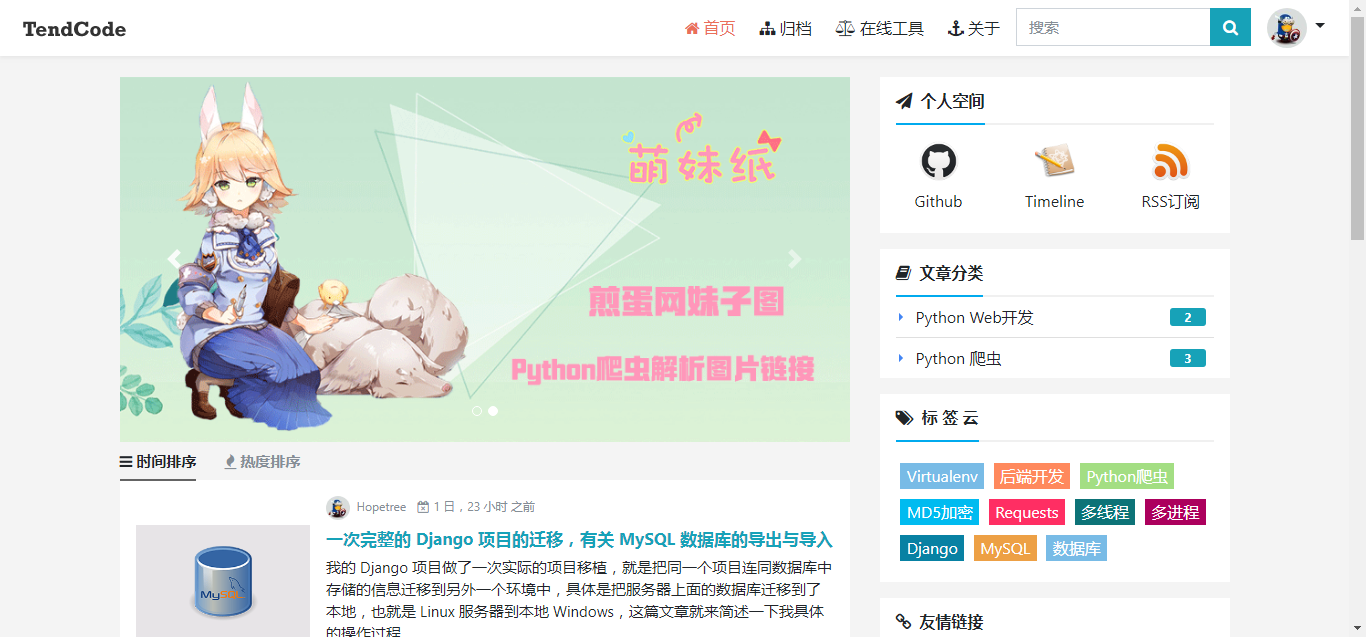 TendCode
首页
归档
在线工具
关于
搜索
萌妹纸
煎蛋网妹子图
Python爬虫解析图片链接
时间排序
热度排序
Hopetree
1 日，23 小时 之前
一次完整的 Django 项目的迁移，有关 MySQL 数据库的导出与导入
我的 Django 项目做了一次实际的项目移植，就是把同一个项目连同数据库中
存储的信息迁移到另外一个环境中，具体是把服务器上面的数据库迁移到了
本地，也就是 Linux 服务器到本地 Windows，这篇文章就来简述一下我具体
的操作过程
MySQL
个人空间
Github
Timeline
RSS订阅
文章分类
Python Web开发
2
Python 爬虫
3
标 签 云
Virtualenv
后端开发
Python爬虫
MD5加密
Requests
多线程
多进程
Django
MySQL
数据库
友情链接